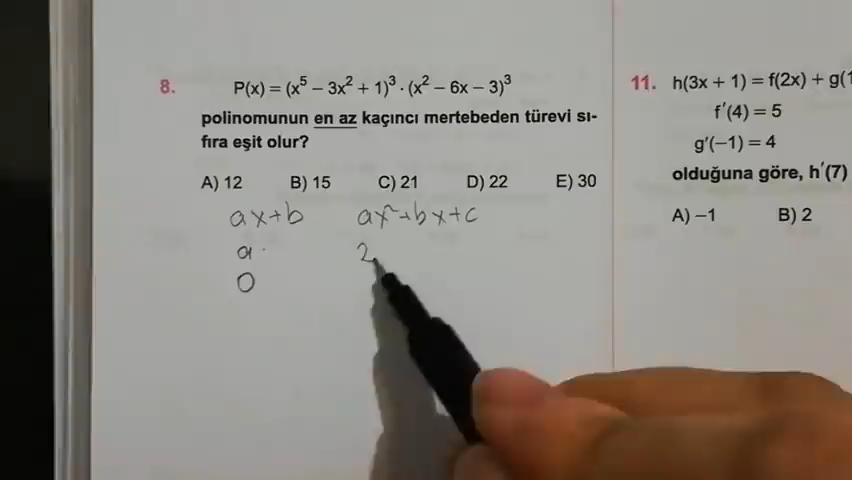 8. P(x) = (x⁵ – 3x² + 1)³ · (x² – 6x – 3)³
polinomunun en az kaçıncı mertebeden türevi sı-
fıra eşit olur?
A) 12 B) 15 C) 21 D) 22 E) 30
ax+b ax²+bx+c
a 2
0
11. h(3x + 1) = f(2x) + g(1
f′(4) = 5
g′(–1) = 4
olduğuna göre, h′(7)
A) –1 B) 2